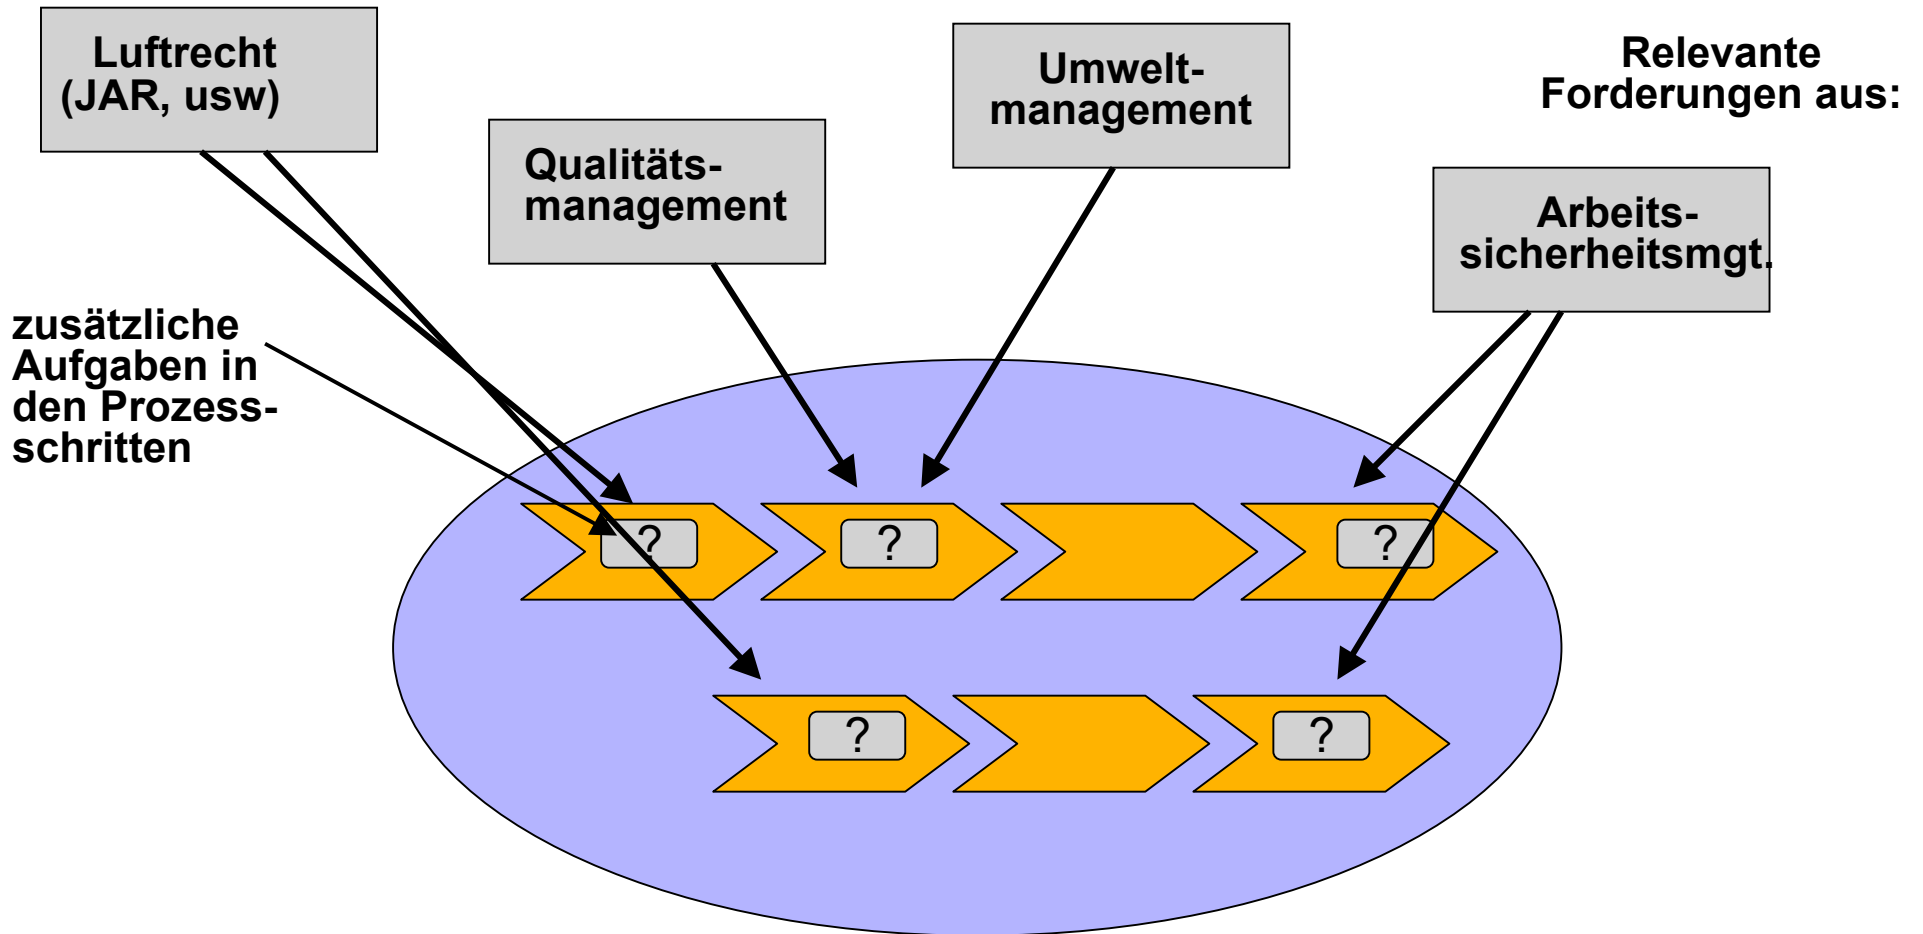 Luftrecht
(JAR, usw)
Umwelt-
management
Relevante
Forderungen aus:
Qualitäts-
management
Arbeits-
sicherheitsmgt.
zusätzliche
Aufgaben in
den Prozess-
schritten
?
?
?
?
?